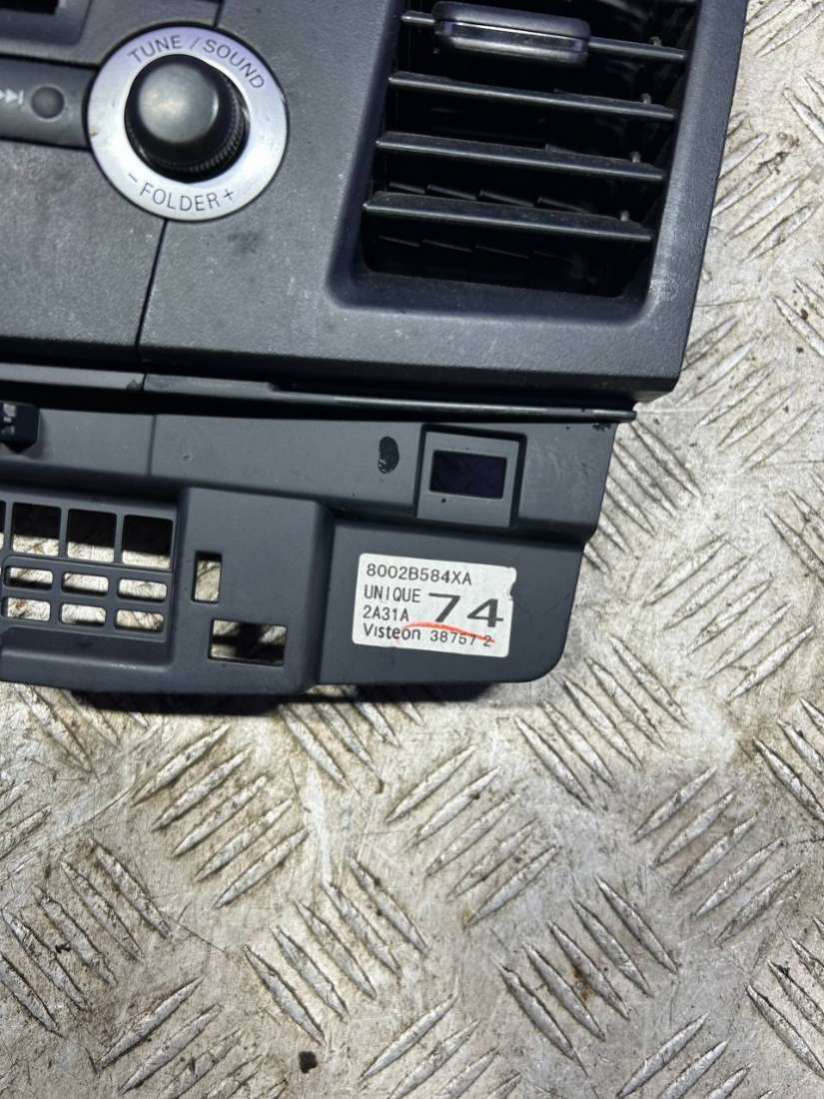 TUNE / SOUND
- FOLDER +
8002B584XA
UNIQUE
2A31A
74
Visteon 38757 2